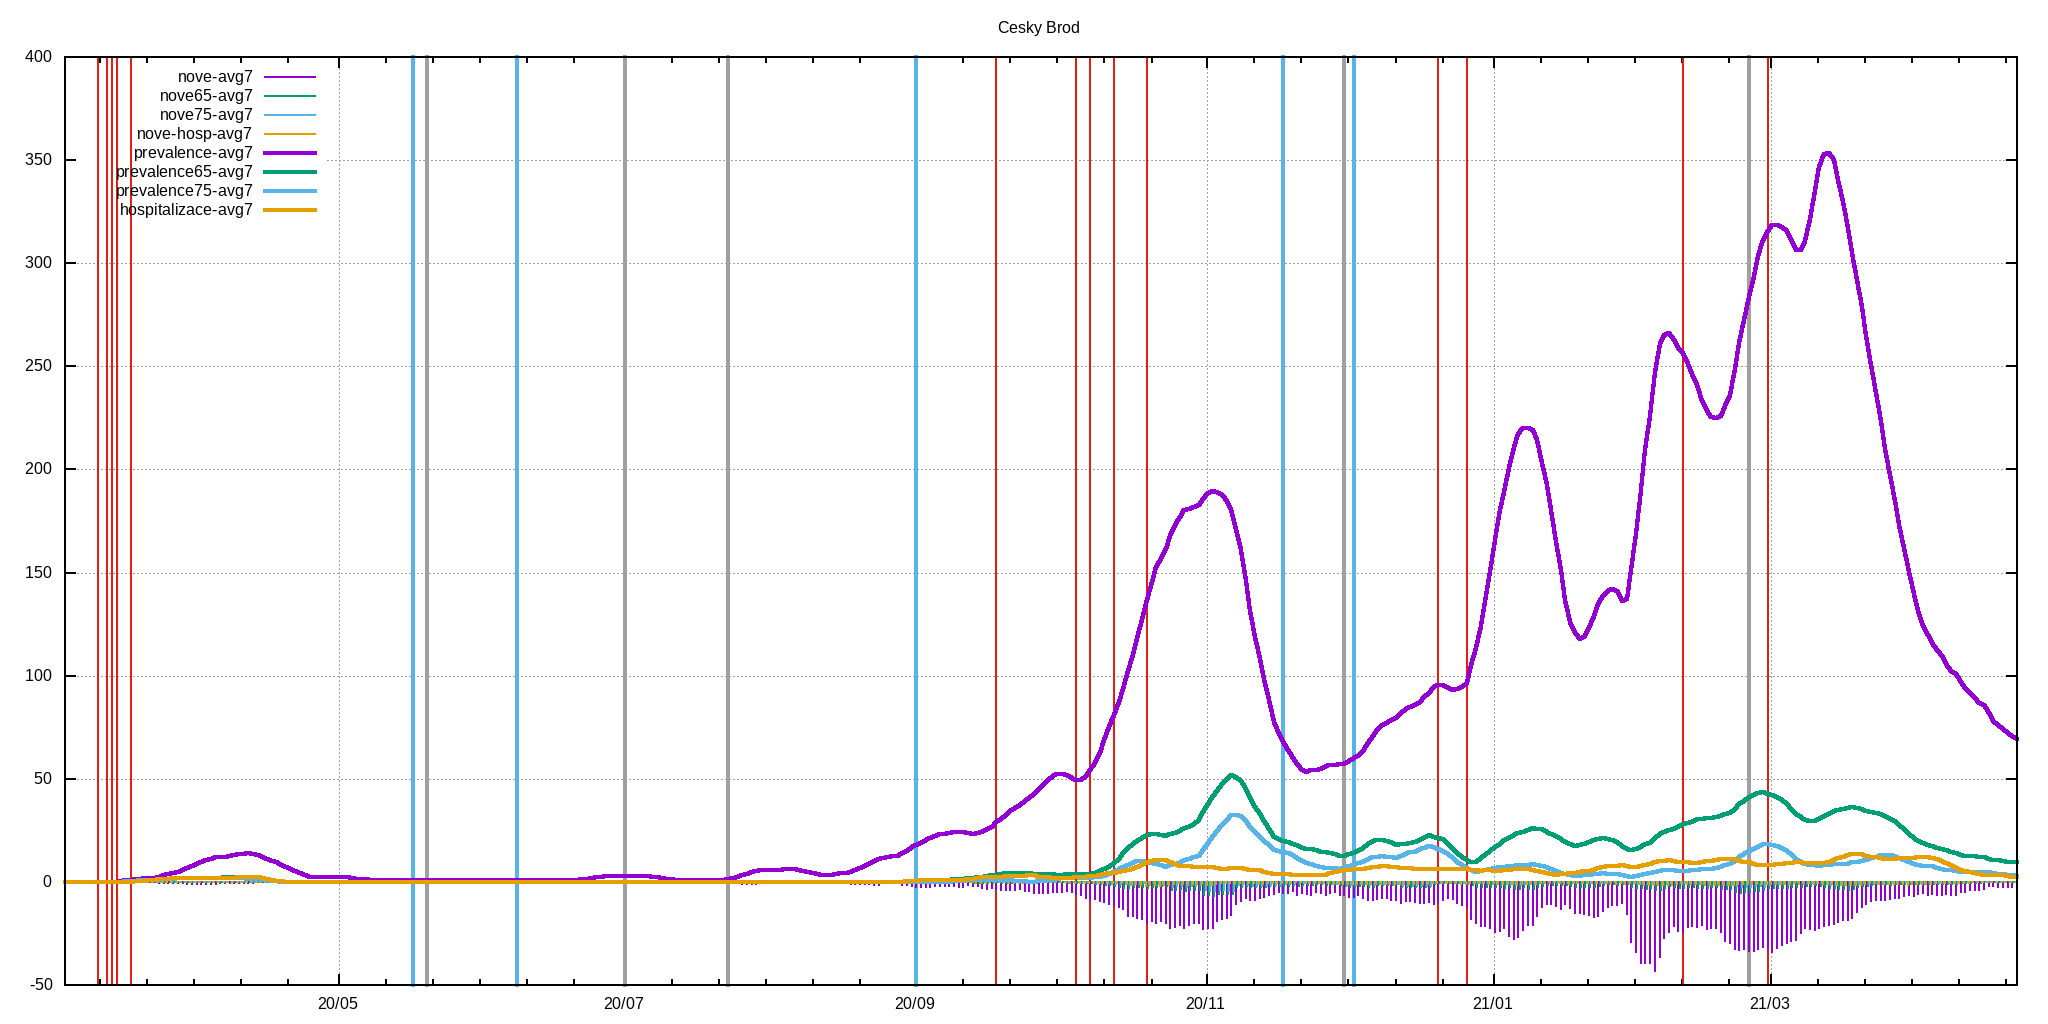 Cesky Brod
400
350
300
250
200
150
100
50
0
-50
nove-avg7
nove65-avg7
nove75-avg7
nove-hosp-avg7
prevalence-avg7
prevalence65-avg7
prevalence75-avg7
hospitalizace-avg7
20/05 20/07 20/09 20/11 21/01 21/03